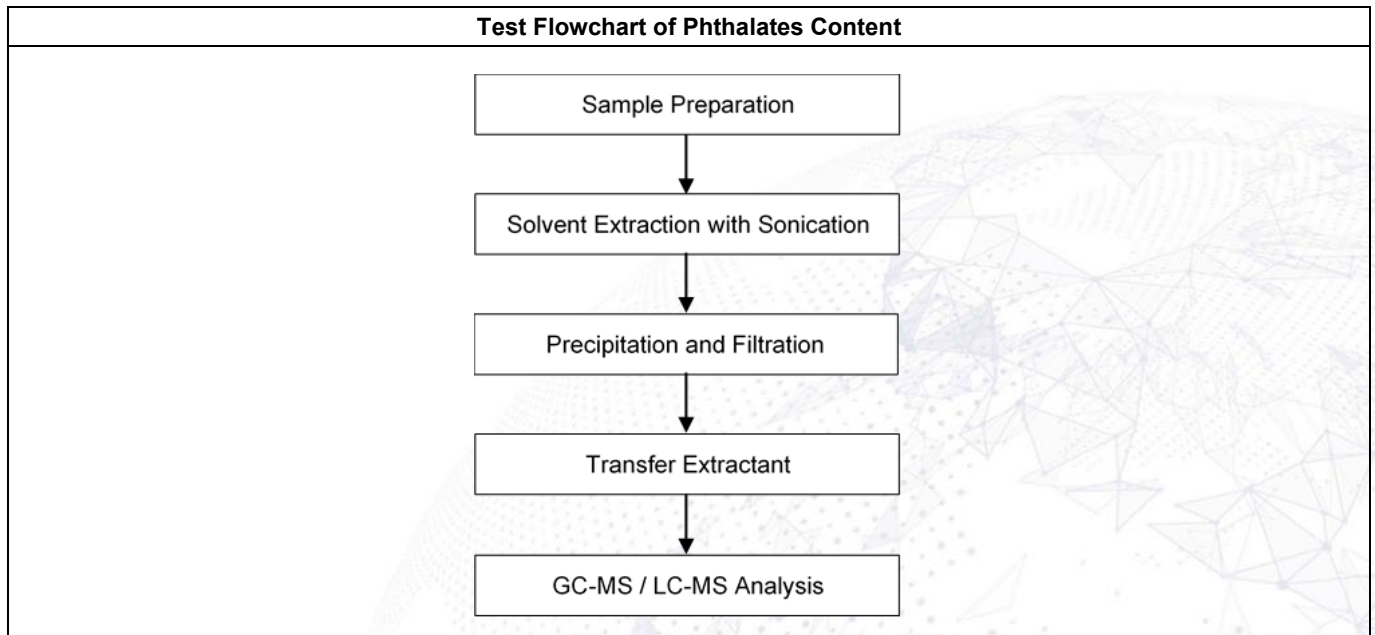 Test Flowchart of Phthalates Content
Sample Preparation
Solvent Extraction with Sonication
Precipitation and Filtration
Transfer Extractant
GC-MS / LC-MS Analysis